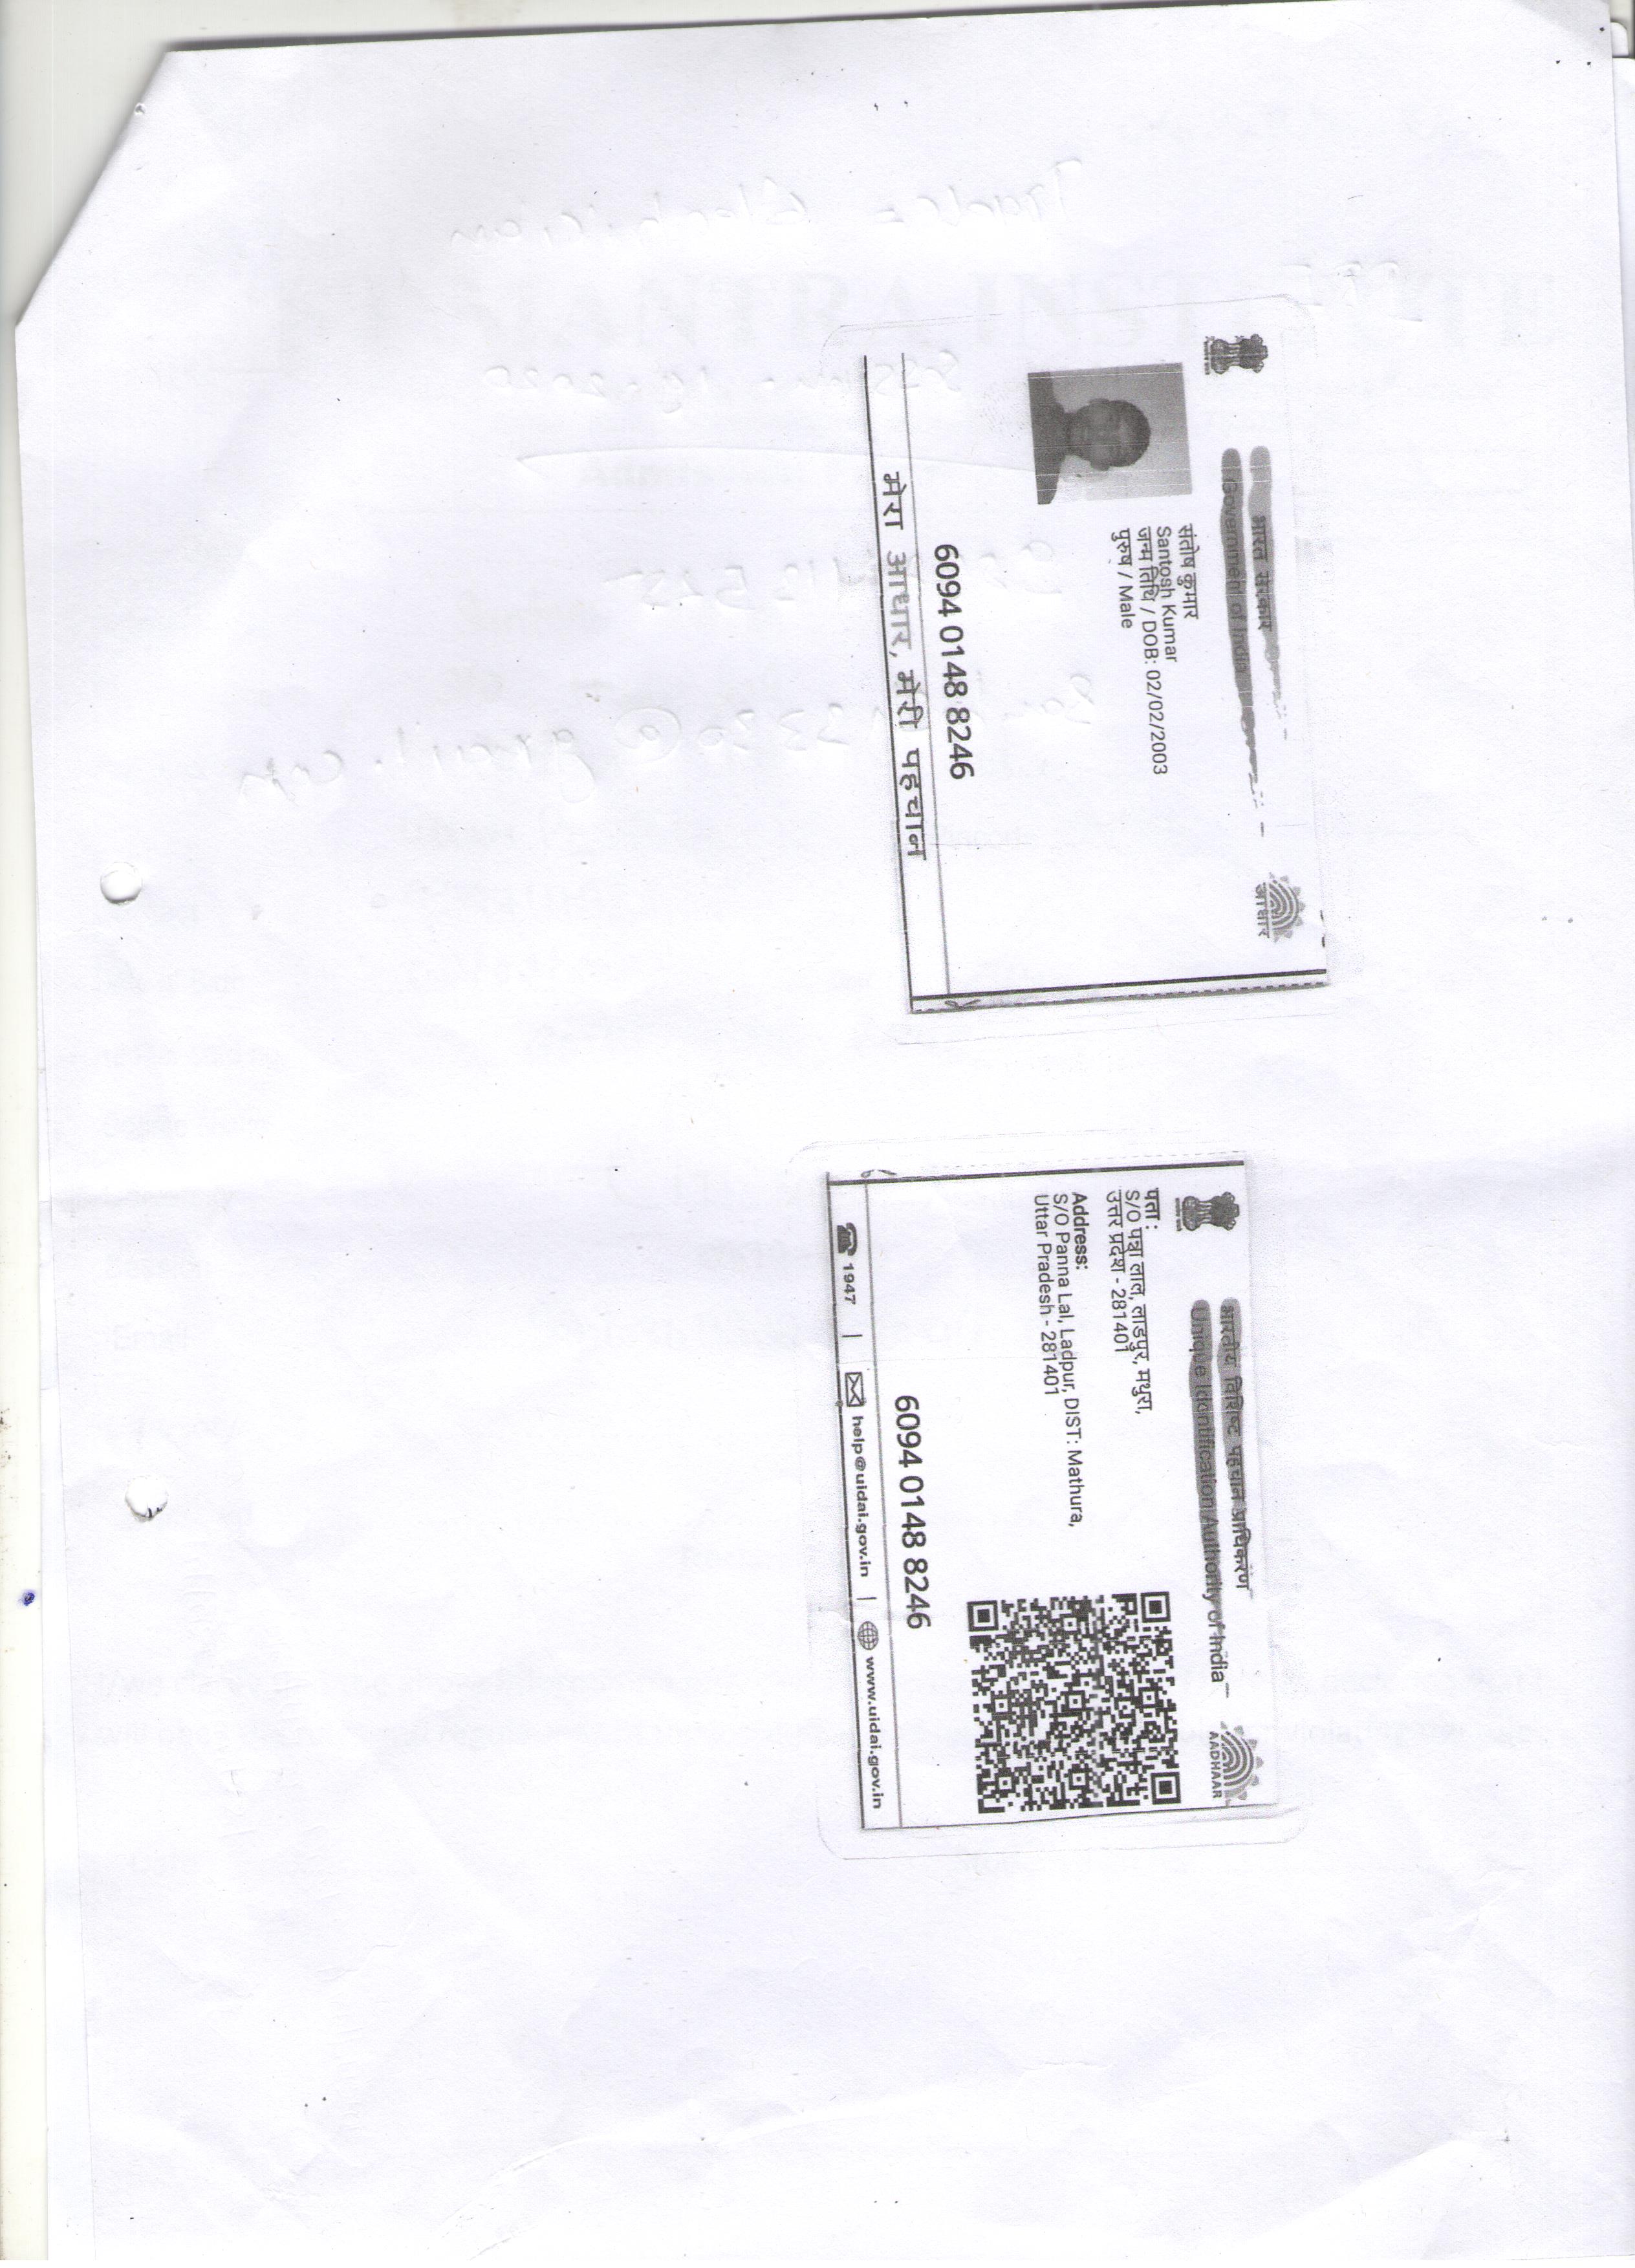 भारत सरकार
Government of India
संतोष कुमार
Santosh Kumar
जन्म तिथि / DOB: 02/02/2003
पुरुष / Male
आधार
6094 0148 8246
मेरा आधार, मेरी पहचान
भारतीय विशिष्ट पहचान प्राधिकरण
Unique Identification Authority of India
AADHAAR
पता :
S/O पन्ना लाल, लाडपुर, मथुरा,
उत्तर प्रदेश - 281401
Address:
S/O Panna Lal, Ladpur, DIST: Mathura,
Uttar Pradesh - 281401
6094 0148 8246
1947 | help@uidai.gov.in | www.uidai.gov.in